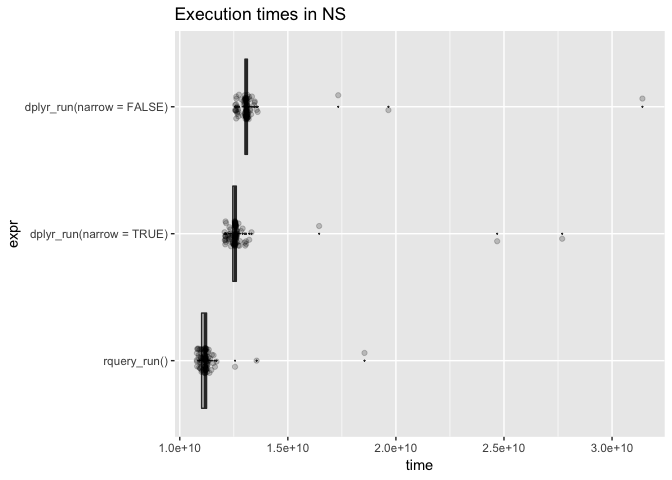 Execution times in NS
dplyr_run(narrow = FALSE)
dplyr_run(narrow = TRUE)
rquery_run()
expr
1.0e+10 1.5e+10 2.0e+10 2.5e+10 3.0e+10
time